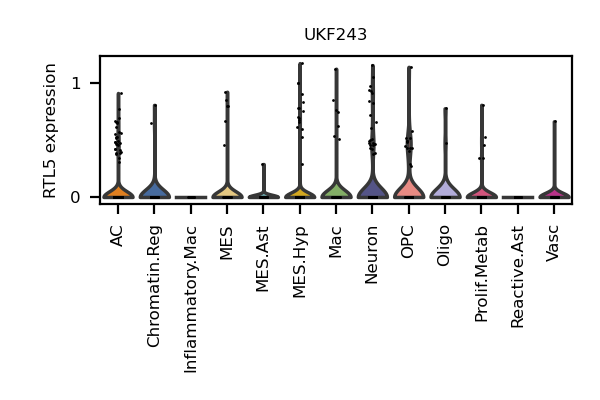 UKF243
RTL5 expression
1
0
AC
Chromatin.Reg
Inflammatory.Mac
MES
MES.Ast
MES.Hyp
Mac
Neuron
OPC
Oligo
Prolif.Metab
Reactive.Ast
Vasc